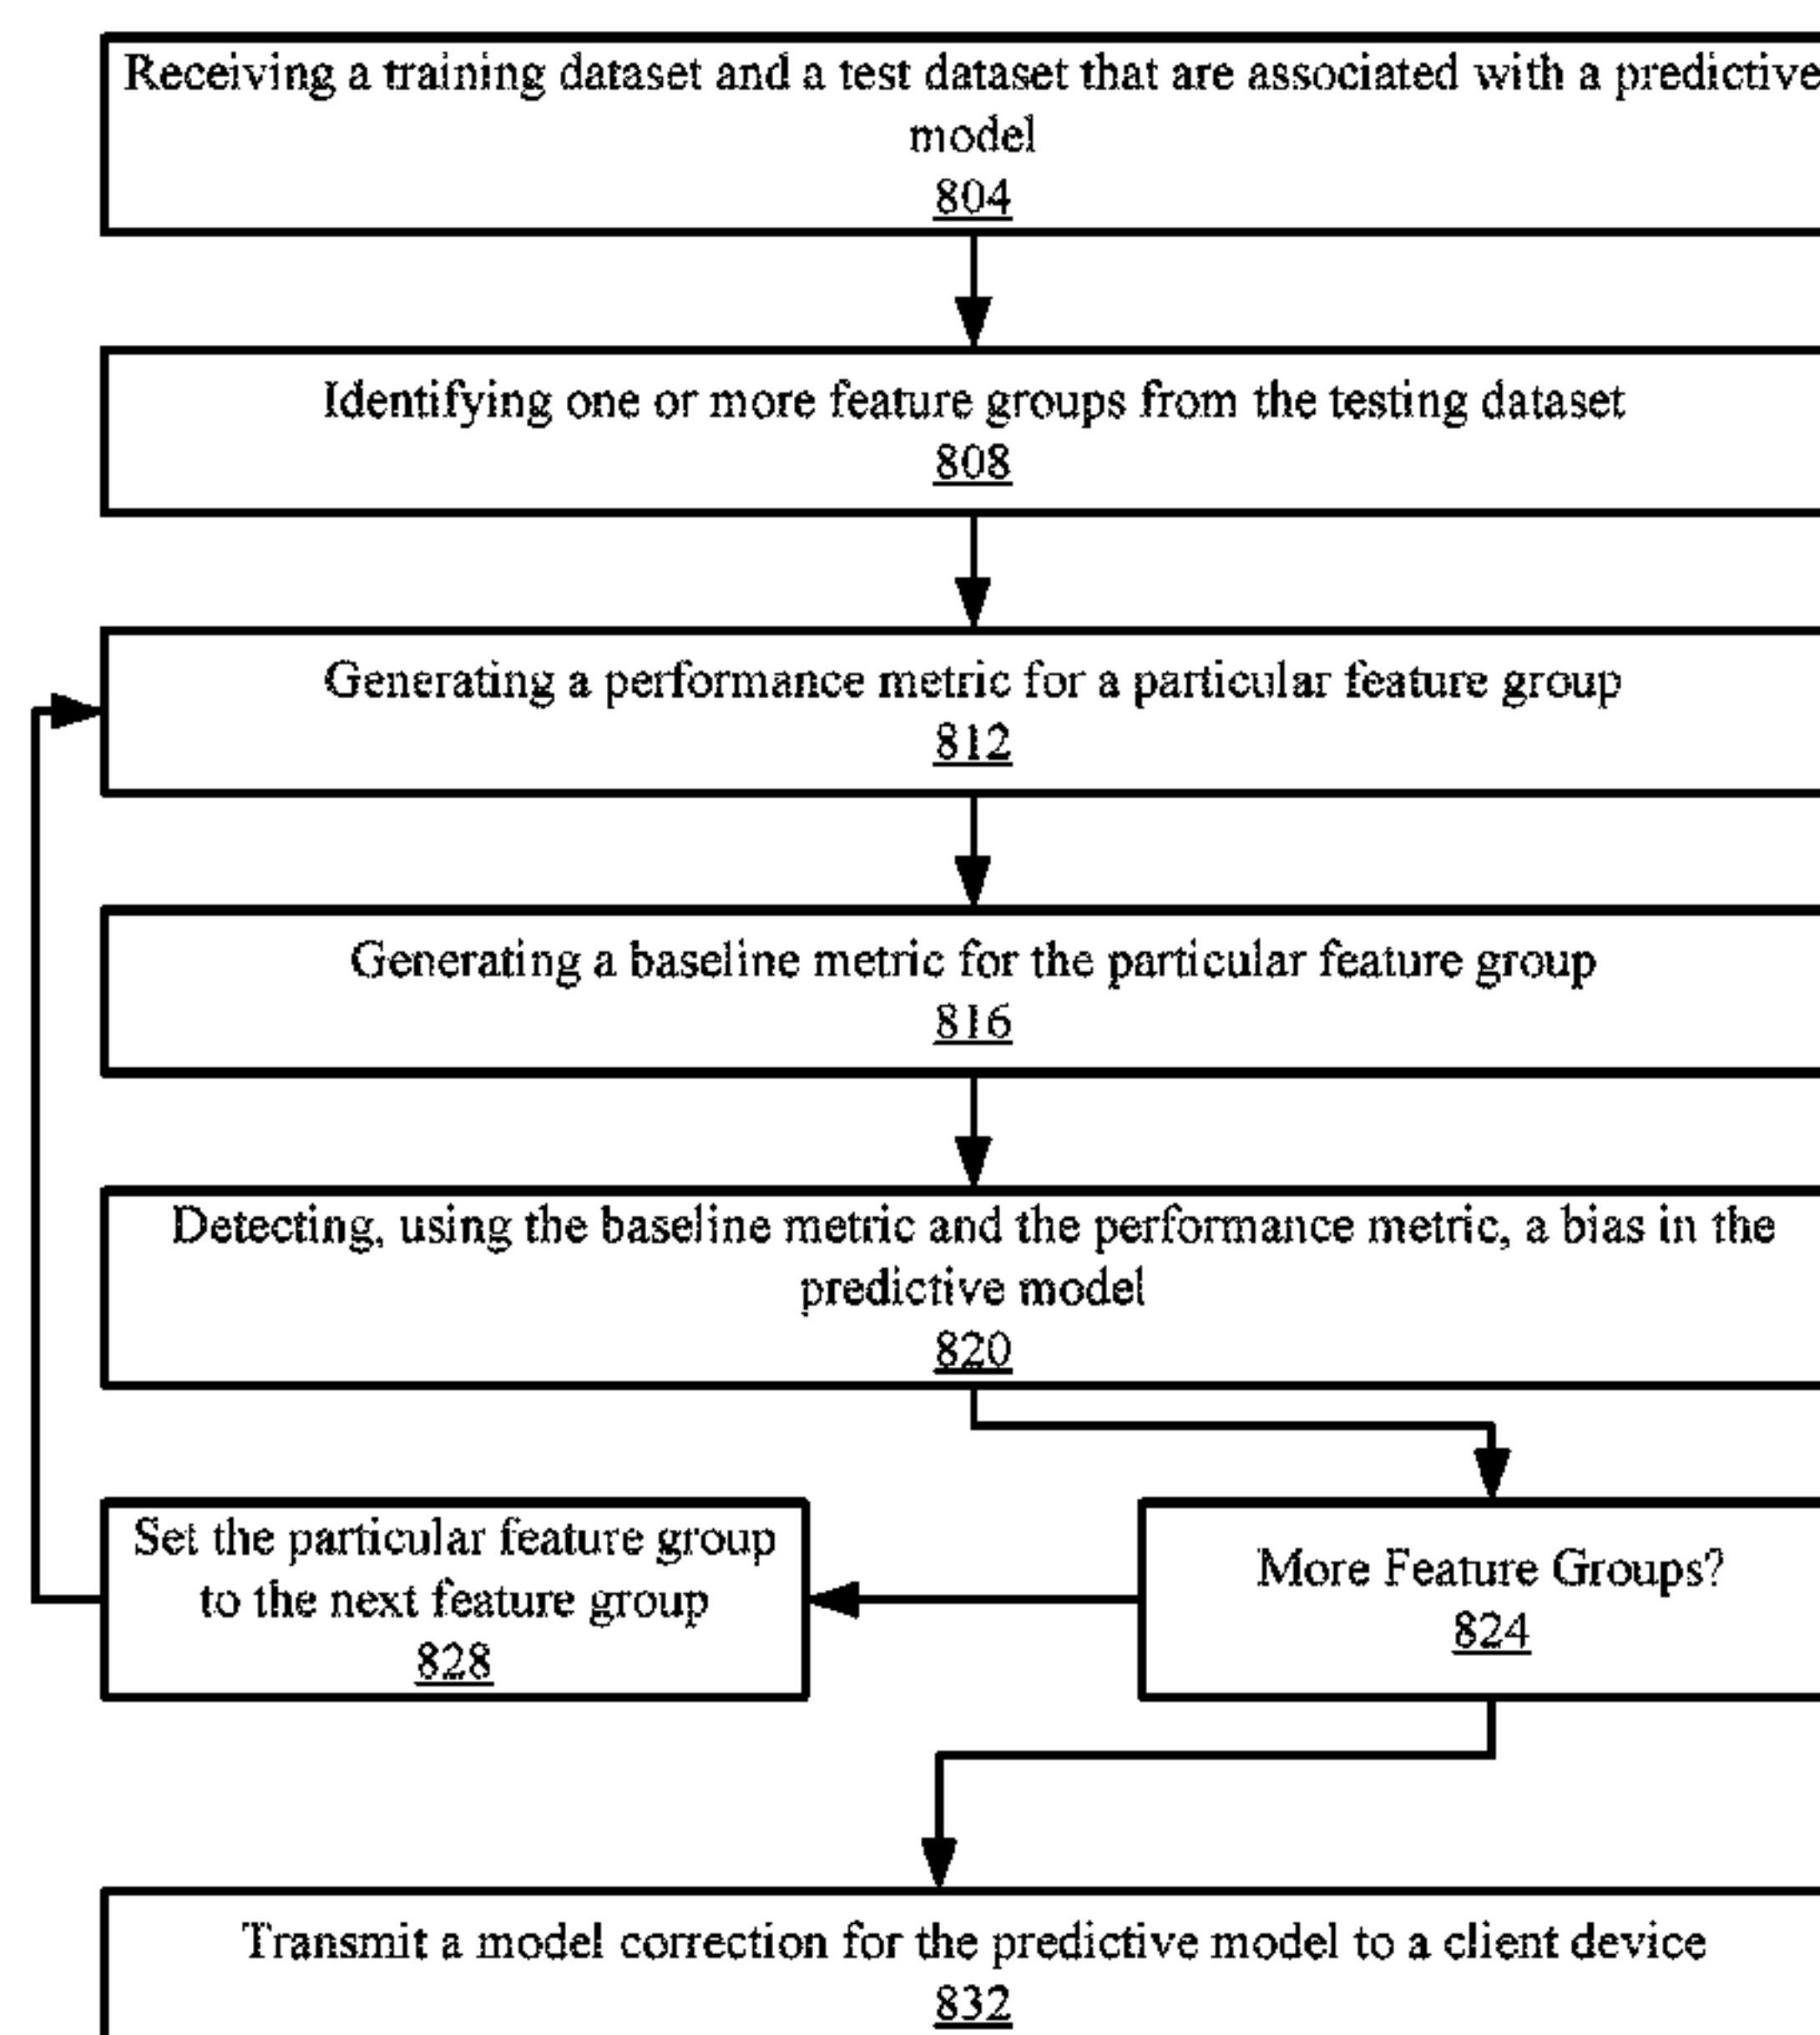 Receiving a training dataset and a test dataset that are associated with a predictive
model
804
Identifying one or more feature groups from the testing dataset
808
Generating a performance metric for a particular feature group
812
Generating a baseline metric for the particular feature group
816
Detecting, using the baseline metric and the performance metric, a bias in the
predictive model
820
Set the particular feature group
to the next feature group
828
More Feature Groups?
824
Transmit a model correction for the predictive model to a client device
832